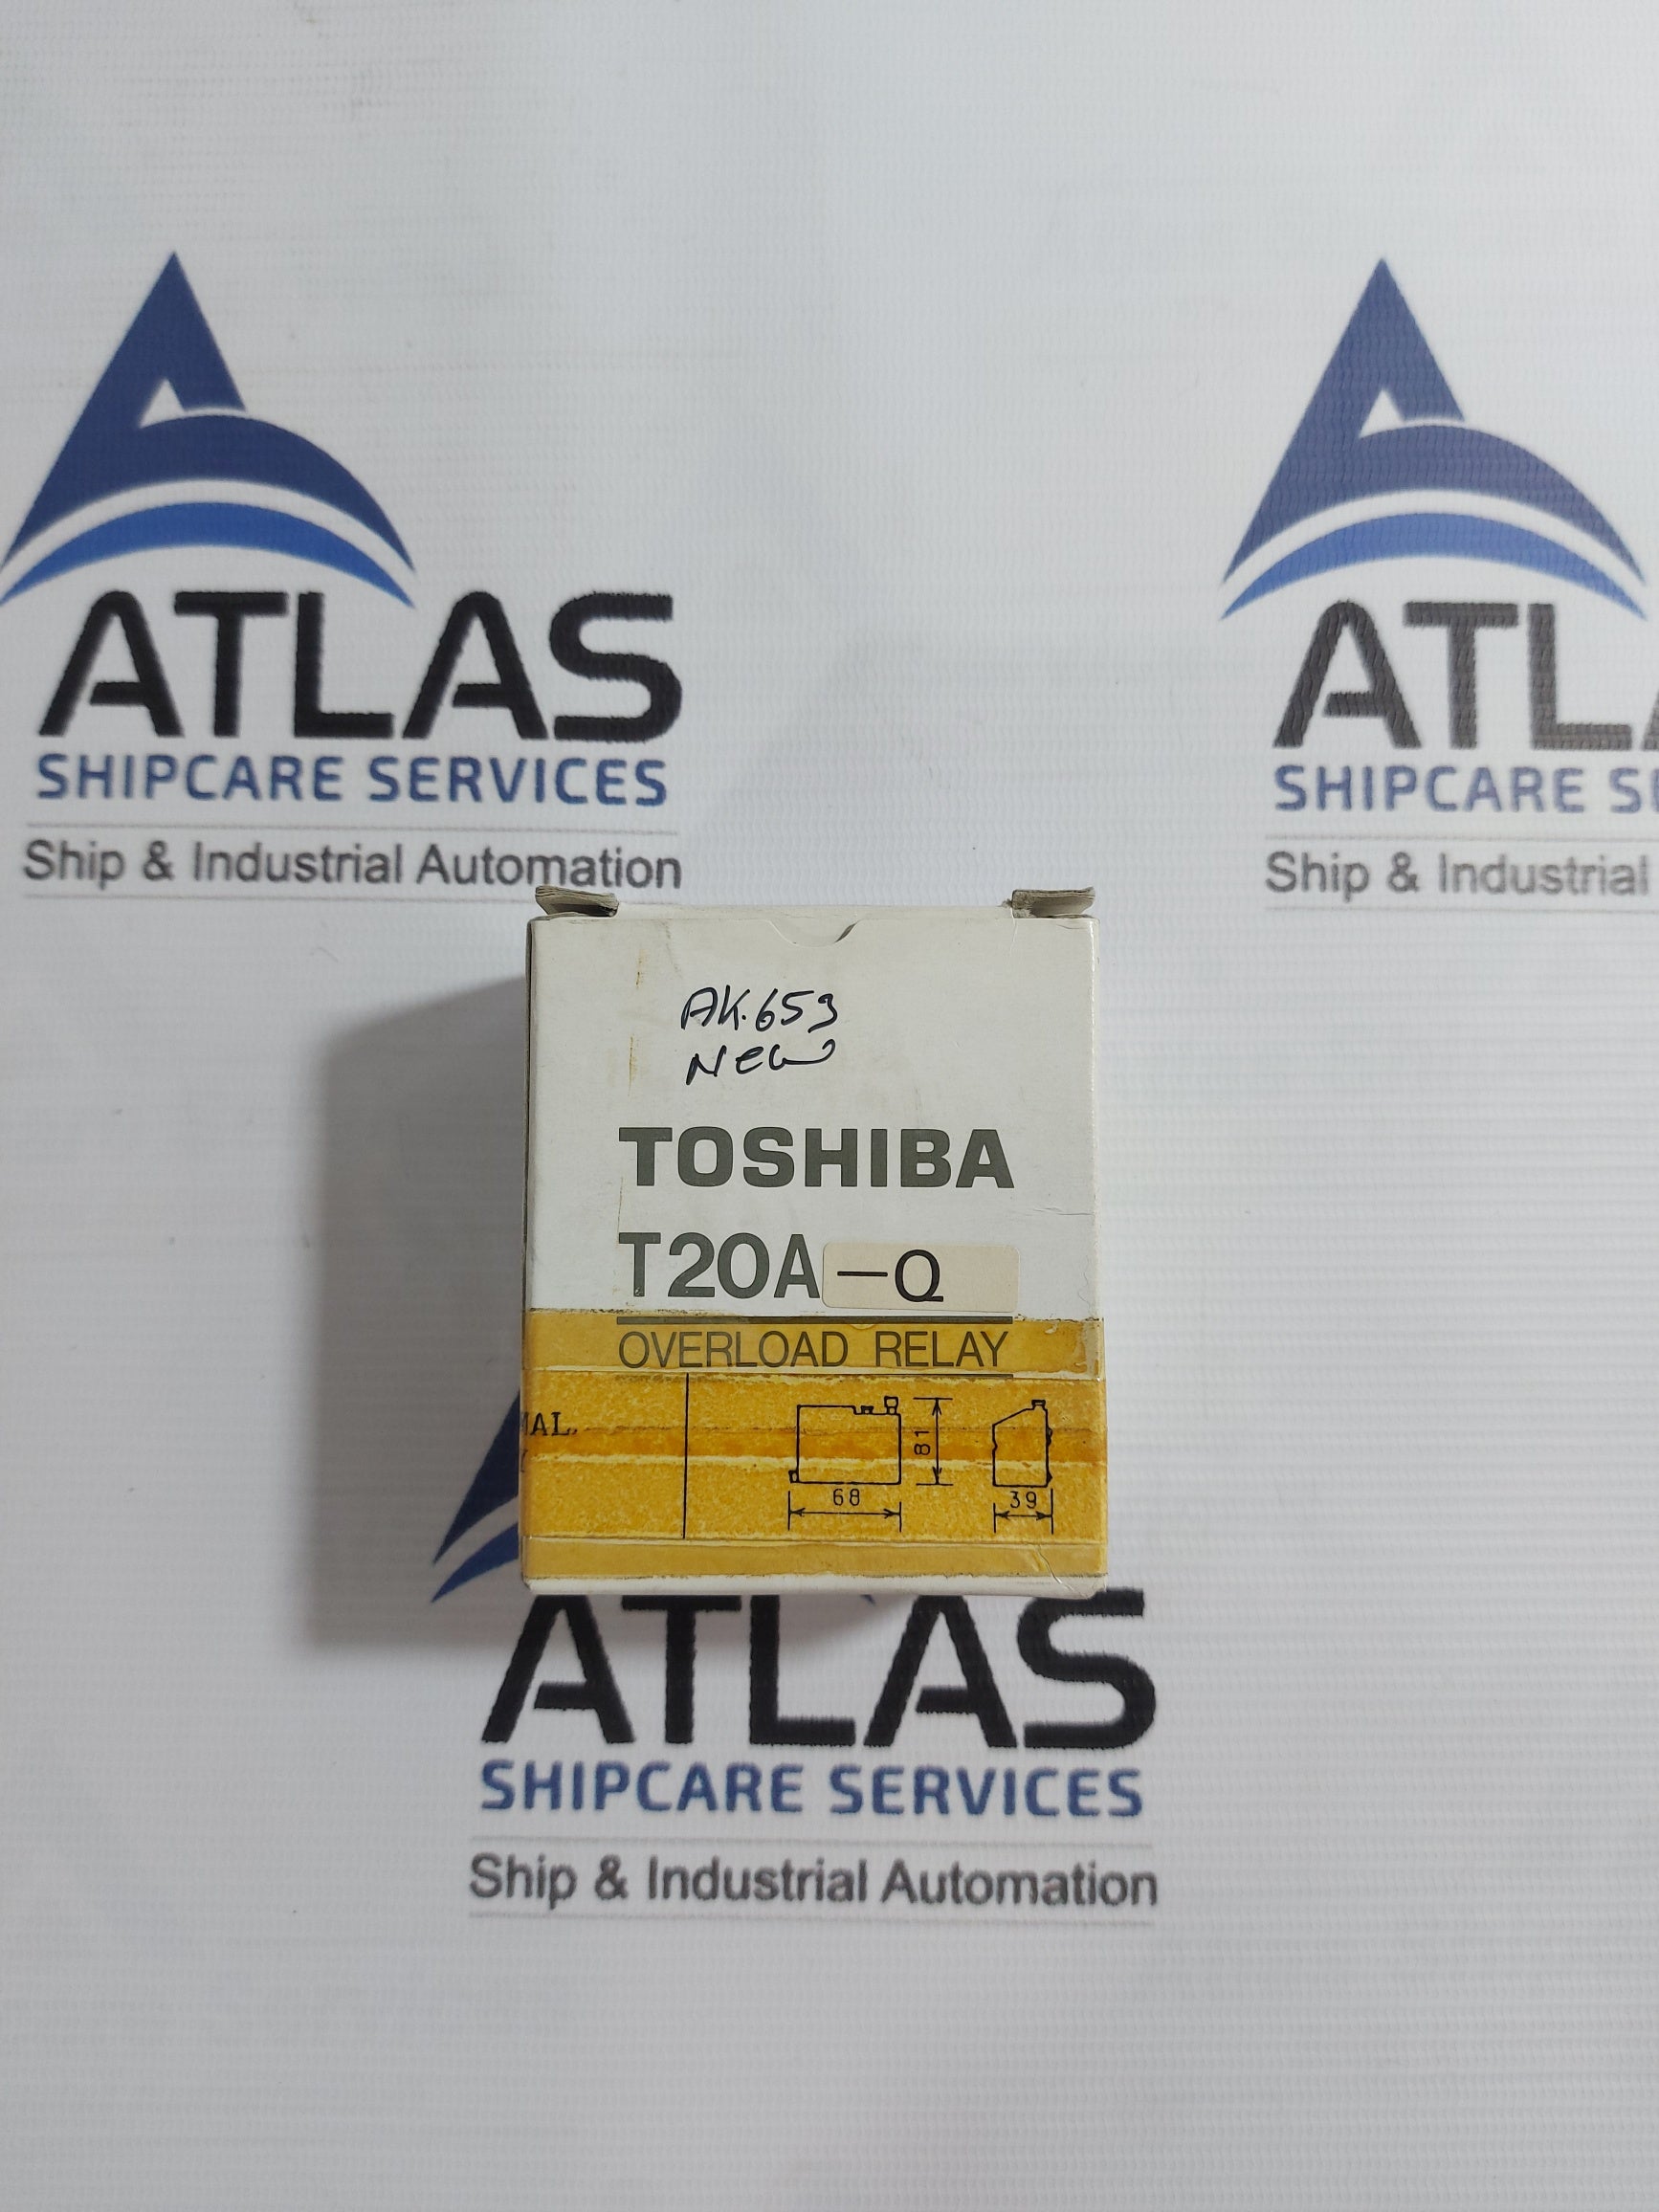 ATLAS
SHIPCARE SERVICES
Ship & Industrial Automation
ATL
SHIPCARE
Ship & Industrial
AK.659
NEW
TOSHIBA
T20A-Q
OVERLOAD RELAY
81
68
39
ATLAS
SHIPCARE SERVICES
Ship & Industrial Automation